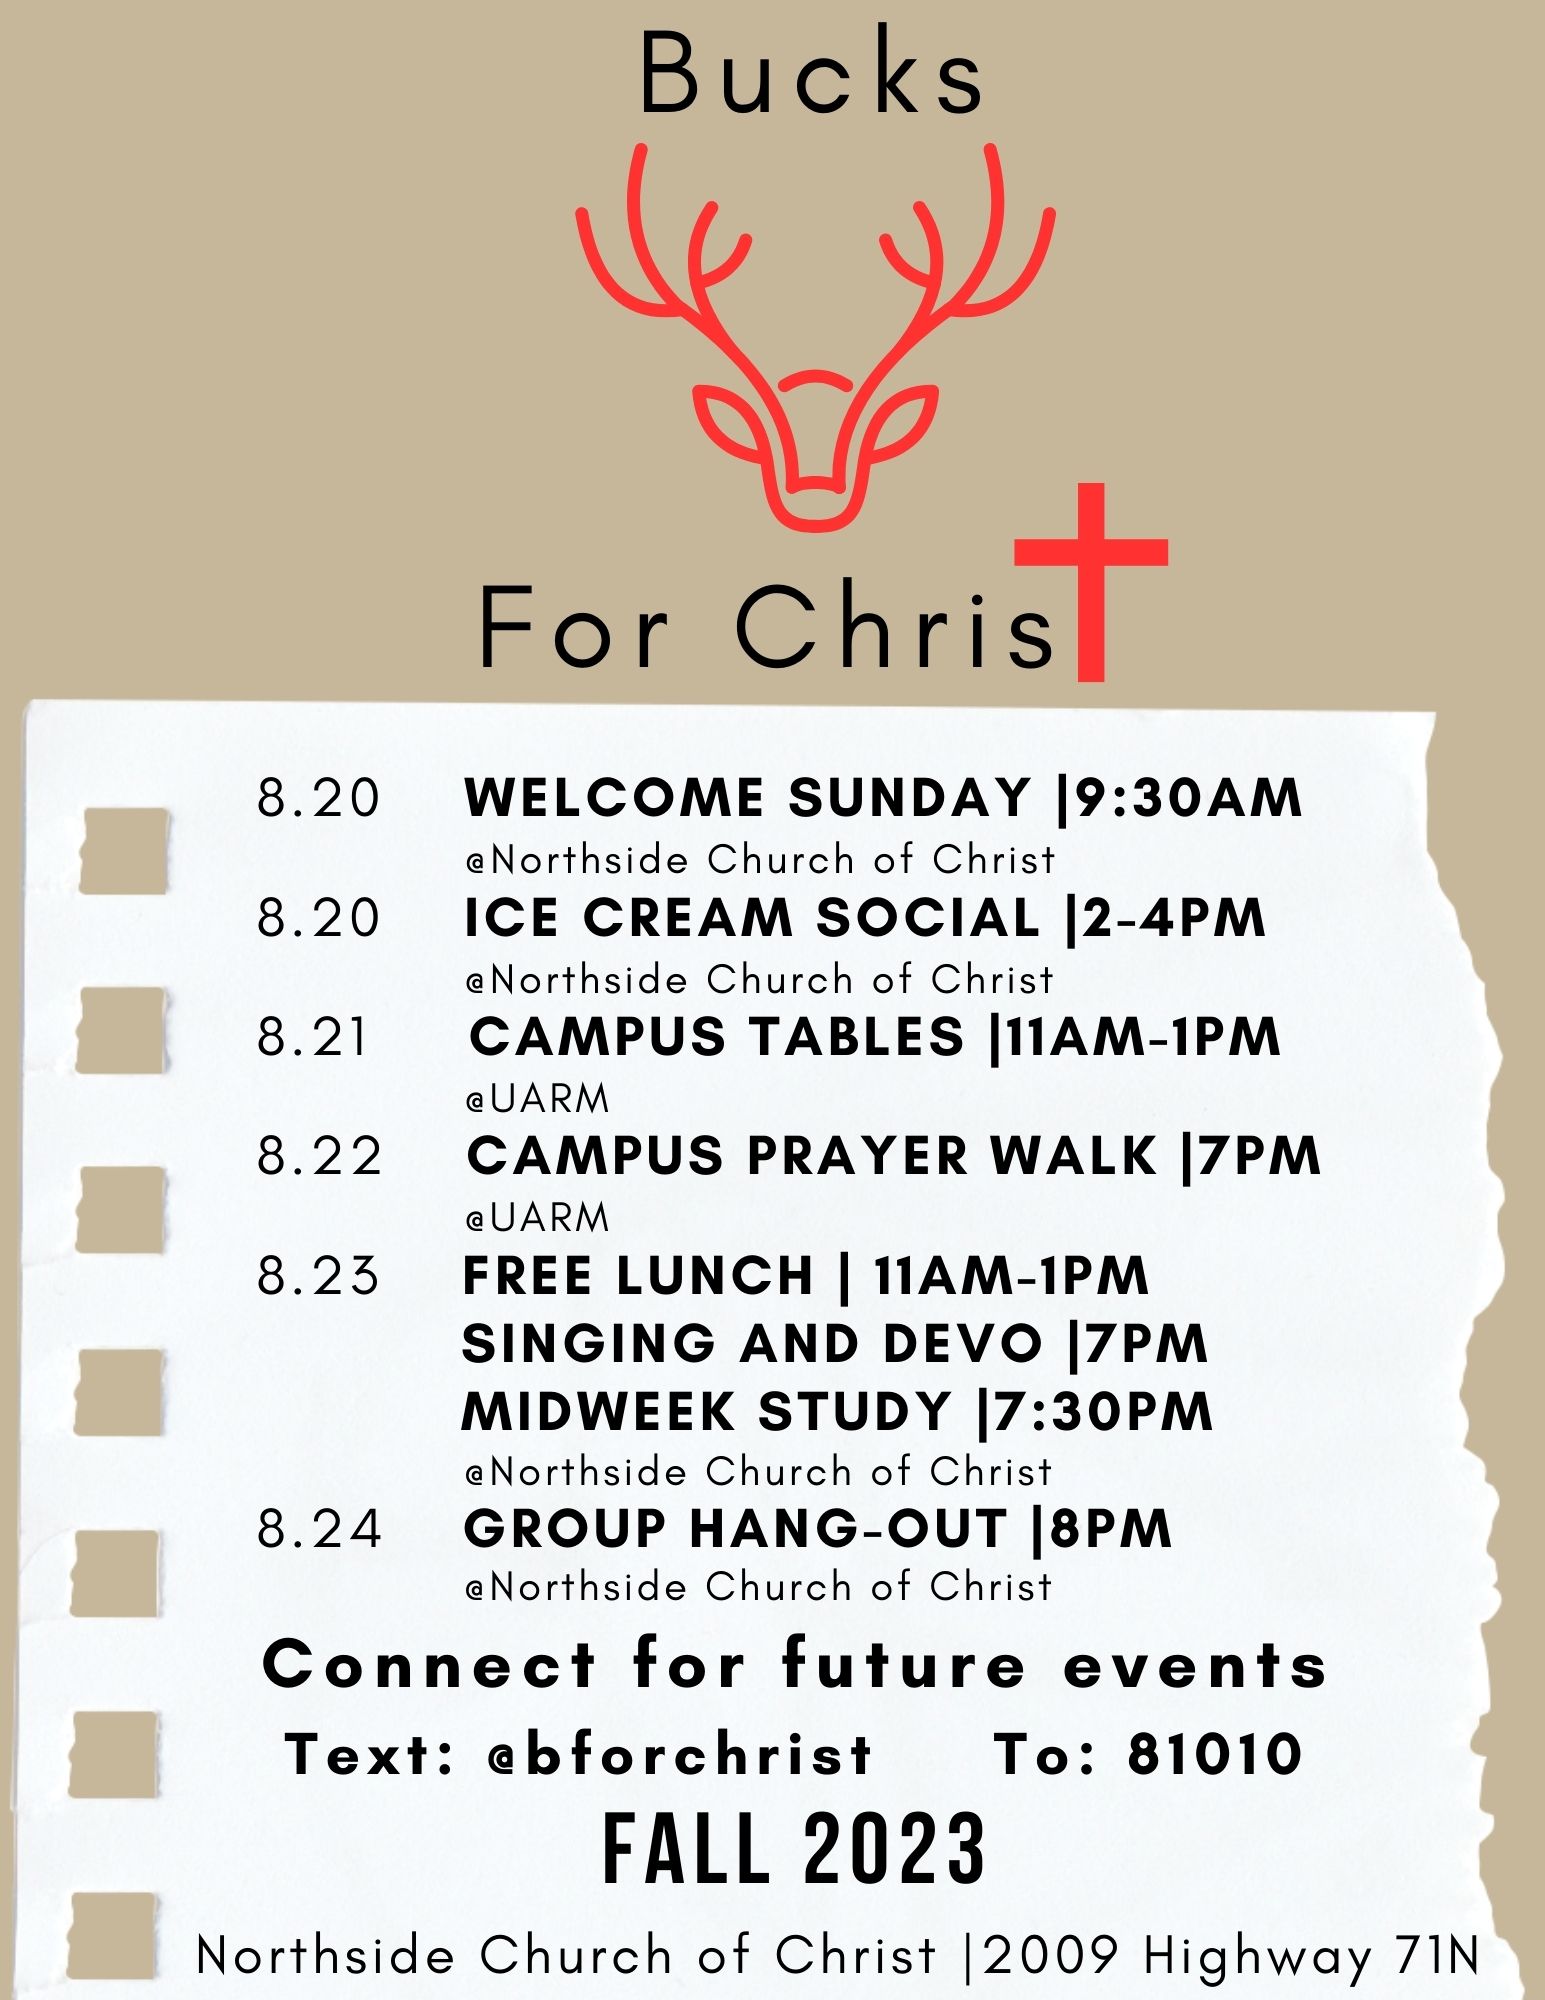 Bucks
For Christ
8.20 WELCOME SUNDAY |9:30AM
@Northside Church of Christ
8.20 ICE CREAM SOCIAL |2-4PM
@Northside Church of Christ
8.21 CAMPUS TABLES |11AM-1PM
@UARM
8.22 CAMPUS PRAYER WALK |7PM
@UARM
8.23 FREE LUNCH | 11AM-1PM
SINGING AND DEVO |7PM
MIDWEEK STUDY |7:30PM
@Northside Church of Christ
8.24 GROUP HANG-OUT |8PM
@Northside Church of Christ
Connect for future events
Text: @bforchrist To: 81010
FALL 2023
Northside Church of Christ |2009 Highway 71N